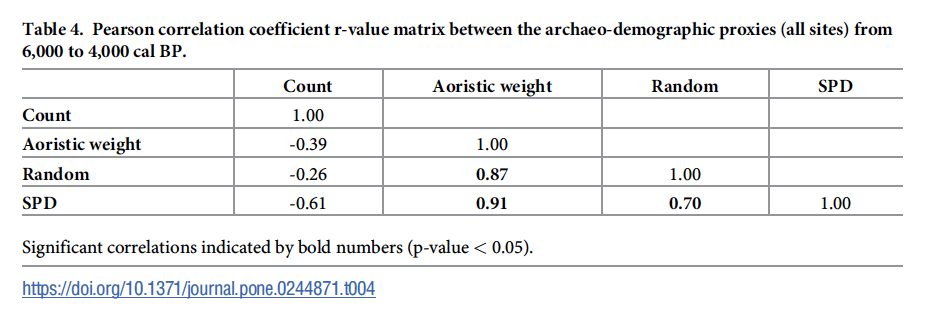 Table 4. Pearson correlation coefficient r-value matrix between the archaeo-demographic proxies (all sites) from
6,000 to 4,000 cal BP.
Count Aoristic weight Random SPD
Count 1.00
Aoristic weight -0.39 1.00
Random -0.26 0.87 1.00
SPD -0.61 0.91 0.70 1.00
Significant correlations indicated by bold numbers (p-value < 0.05).
https://doi.org/10.1371/journal.pone.0244871.t004